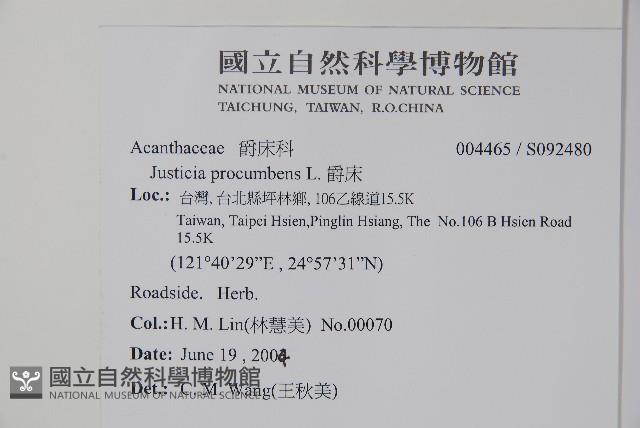 國立自然科學博物館
NATIONAL MUSEUM OF NATURAL SCIENCE
TAICHUNG, TAIWAN, R.O.CHINA
Acanthaceae 爵床科 004465 / S092480
Justicia procumbens L. 爵床
Loc.: 台灣, 台北縣坪林鄉, 106乙線道15.5K
Taiwan, Taipei Hsien,Pinglin Hsiang, The No.106 B Hsien Road
15.5K
(121°40'29”E , 24°57'31”N)
Roadside. Herb.
Col.:H. M. Lin(林慧美) No.00070
Date: June 19 , 2004
Det.: C. M. Wang(王秋美)
國立自然科學博物館
NATIONAL MUSEUM OF NATURAL SCIENCE